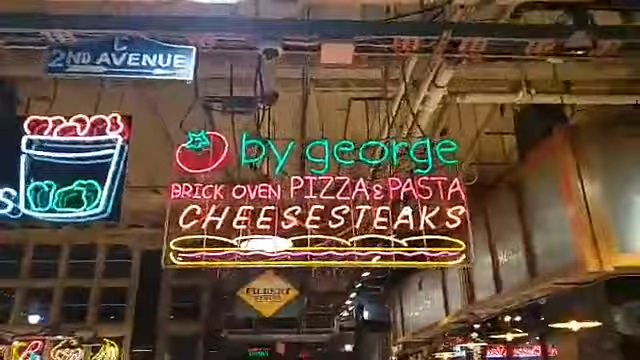 2ND AVENUE
by george
BRICK OVEN PIZZA & PASTA
CHEESESTEAKS